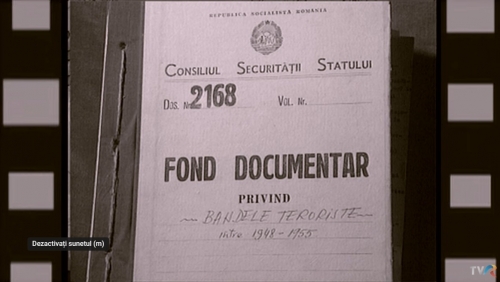 REPUBLICA SOCIALISTĂ ROMÂNIA
CONSILIUL SECURITĂȚII STATULUI
DOS. Nr. 2168 VOL. Nr.
FOND DOCUMENTAR
PRIVIND
BANDELE TERORISTE
între 1948-1955
Dezactivați sunetul (m)
TVR